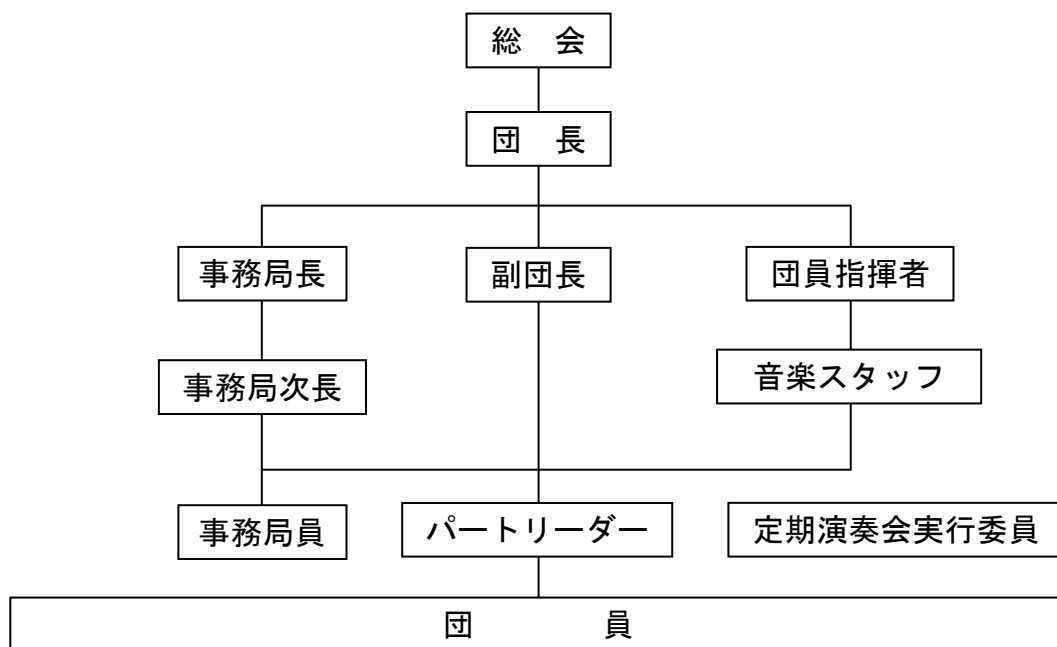 総　会
団　長
事務局長
副団長
団員指揮者
事務局次長
音楽スタッフ
事務局員
パートリーダー
定期演奏会実行委員
団　　　　員